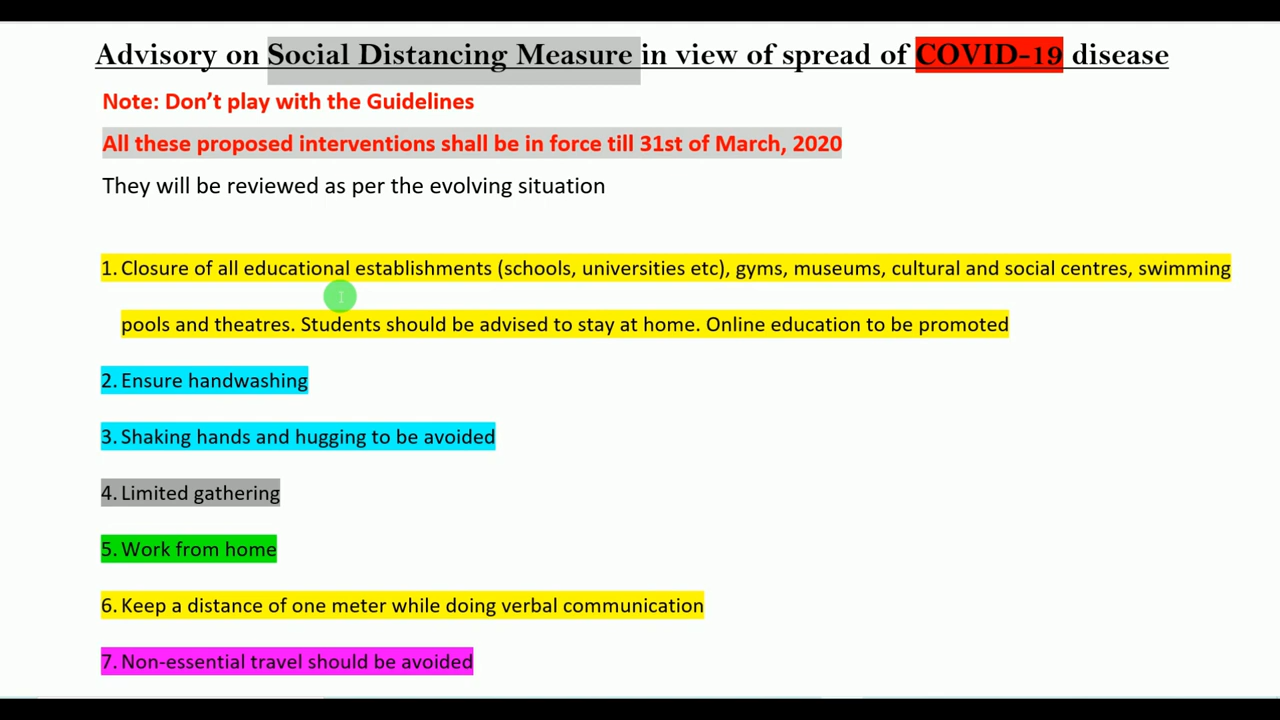 Advisory on Social Distancing Measure in view of spread of COVID-19 disease
Note: Don’t play with the Guidelines
All these proposed interventions shall be in force till 31st of March, 2020
They will be reviewed as per the evolving situation
1. Closure of all educational establishments (schools, universities etc), gyms, museums, cultural and social centres, swimming
pools and theatres. Students should be advised to stay at home. Online education to be promoted
2. Ensure handwashing
3. Shaking hands and hugging to be avoided
4. Limited gathering
5. Work from home
6. Keep a distance of one meter while doing verbal communication
7. Non-essential travel should be avoided